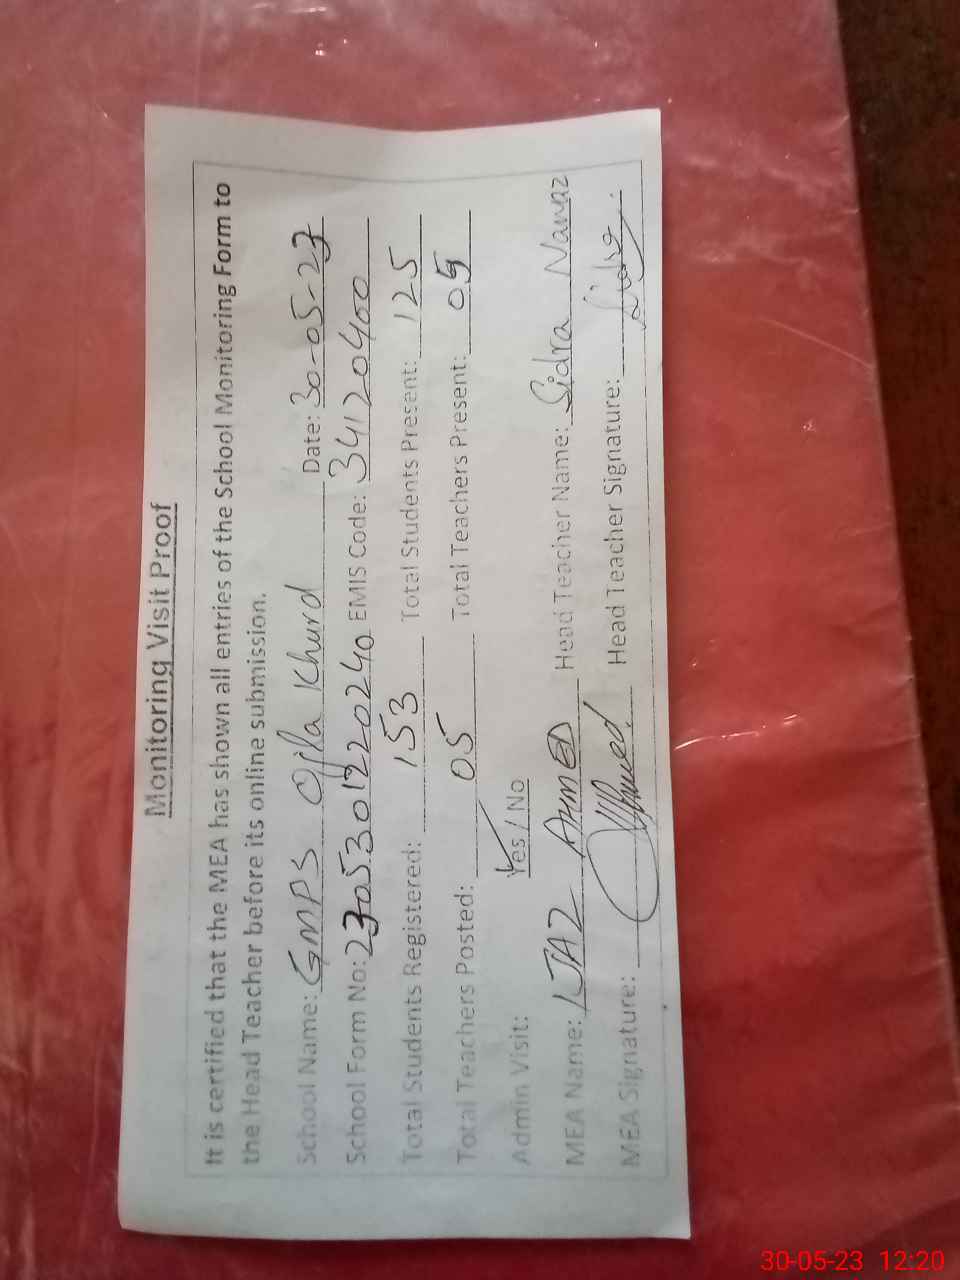 Monitoring Visit Proof
It is certified that the MEA has shown all entries of the School Monitoring Form to
the Head Teacher before its online submission.
School Name: GMPS Ojla Khurd Date: 30-05-23
School Form No: 2305301220240 EMIS Code: 34120400
Total Students Registered: 153 Total Students Present: 125
Total Teachers Posted: 05 Total Teachers Present: 05
Admin Visit: Yes / No
MEA Name: IJAZ AHMED Head Teacher Name: Sidra Nawaz
MEA Signature: Ahmed Head Teacher Signature: Sidra
30-05-23 12:20